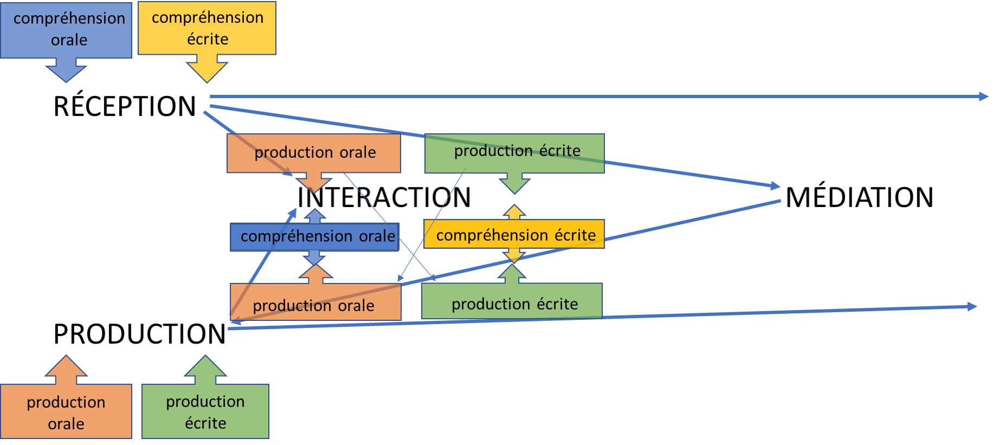 compréhension
orale
compréhension
écrite
RÉCEPTION
production orale
production écrite
INTERACTION
MÉDIATION
compréhension orale
compréhension écrite
production orale
production écrite
PRODUCTION
production
orale
production
écrite